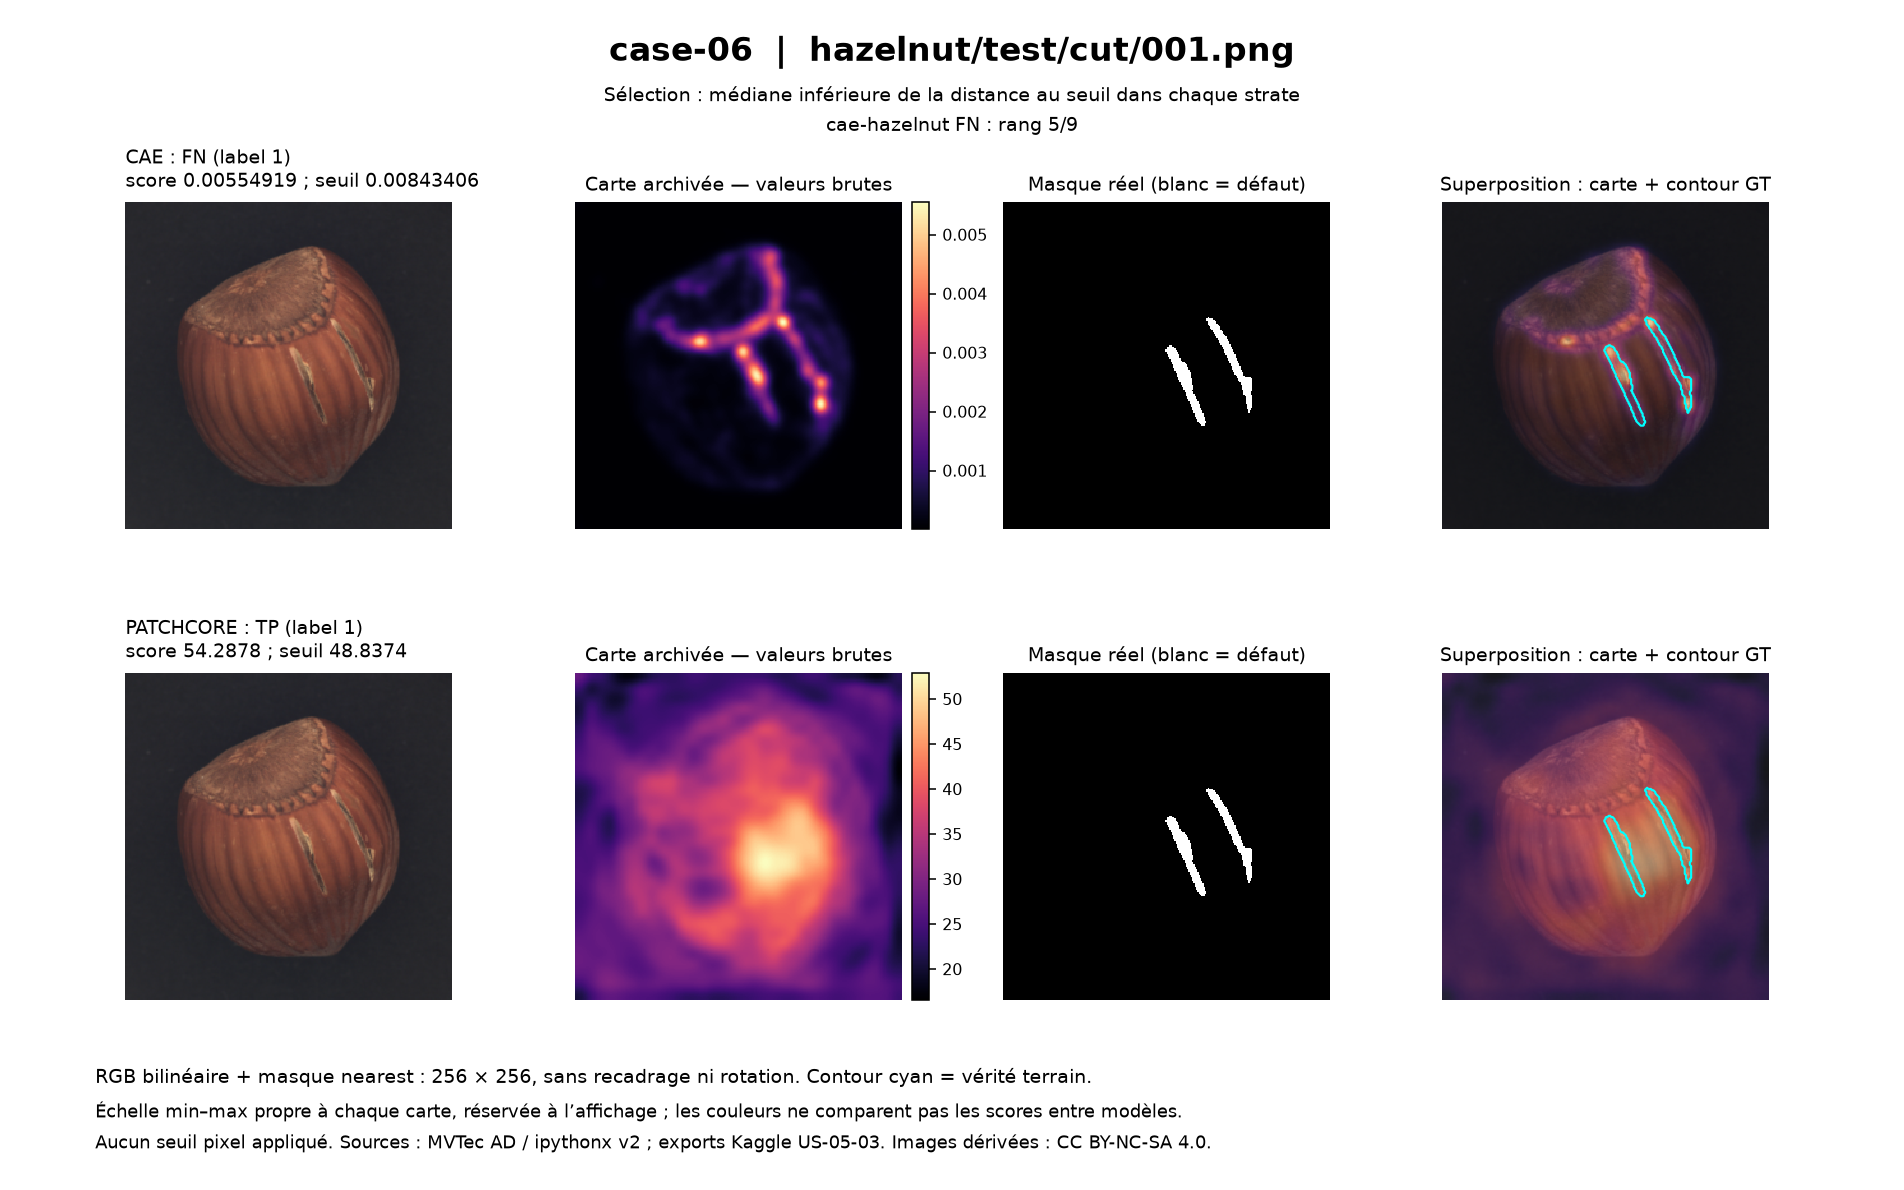 case-06 | hazelnut/test/cut/001.png
Sélection : médiane inférieure de la distance au seuil dans chaque strate
cae-hazelnut FN : rang 5/9
CAE : FN (label 1)
score 0.00554919 ; seuil 0.00843406
Carte archivée — valeurs brutes
Masque réel (blanc = défaut)
Superposition : carte + contour GT
0.005
0.004
0.003
0.002
0.001
PATCHCORE : TP (label 1)
score 54.2878 ; seuil 48.8374
Carte archivée — valeurs brutes
Masque réel (blanc = défaut)
Superposition : carte + contour GT
50
45
40
35
30
25
20
RGB bilinéaire + masque nearest : 256 × 256, sans recadrage ni rotation. Contour cyan = vérité terrain.
Échelle min–max propre à chaque carte, réservée à l’affichage ; les couleurs ne comparent pas les scores entre modèles.
Aucun seuil pixel appliqué. Sources : MVTec AD / ipythonx v2 ; exports Kaggle US-05-03. Images dérivées : CC BY-NC-SA 4.0.